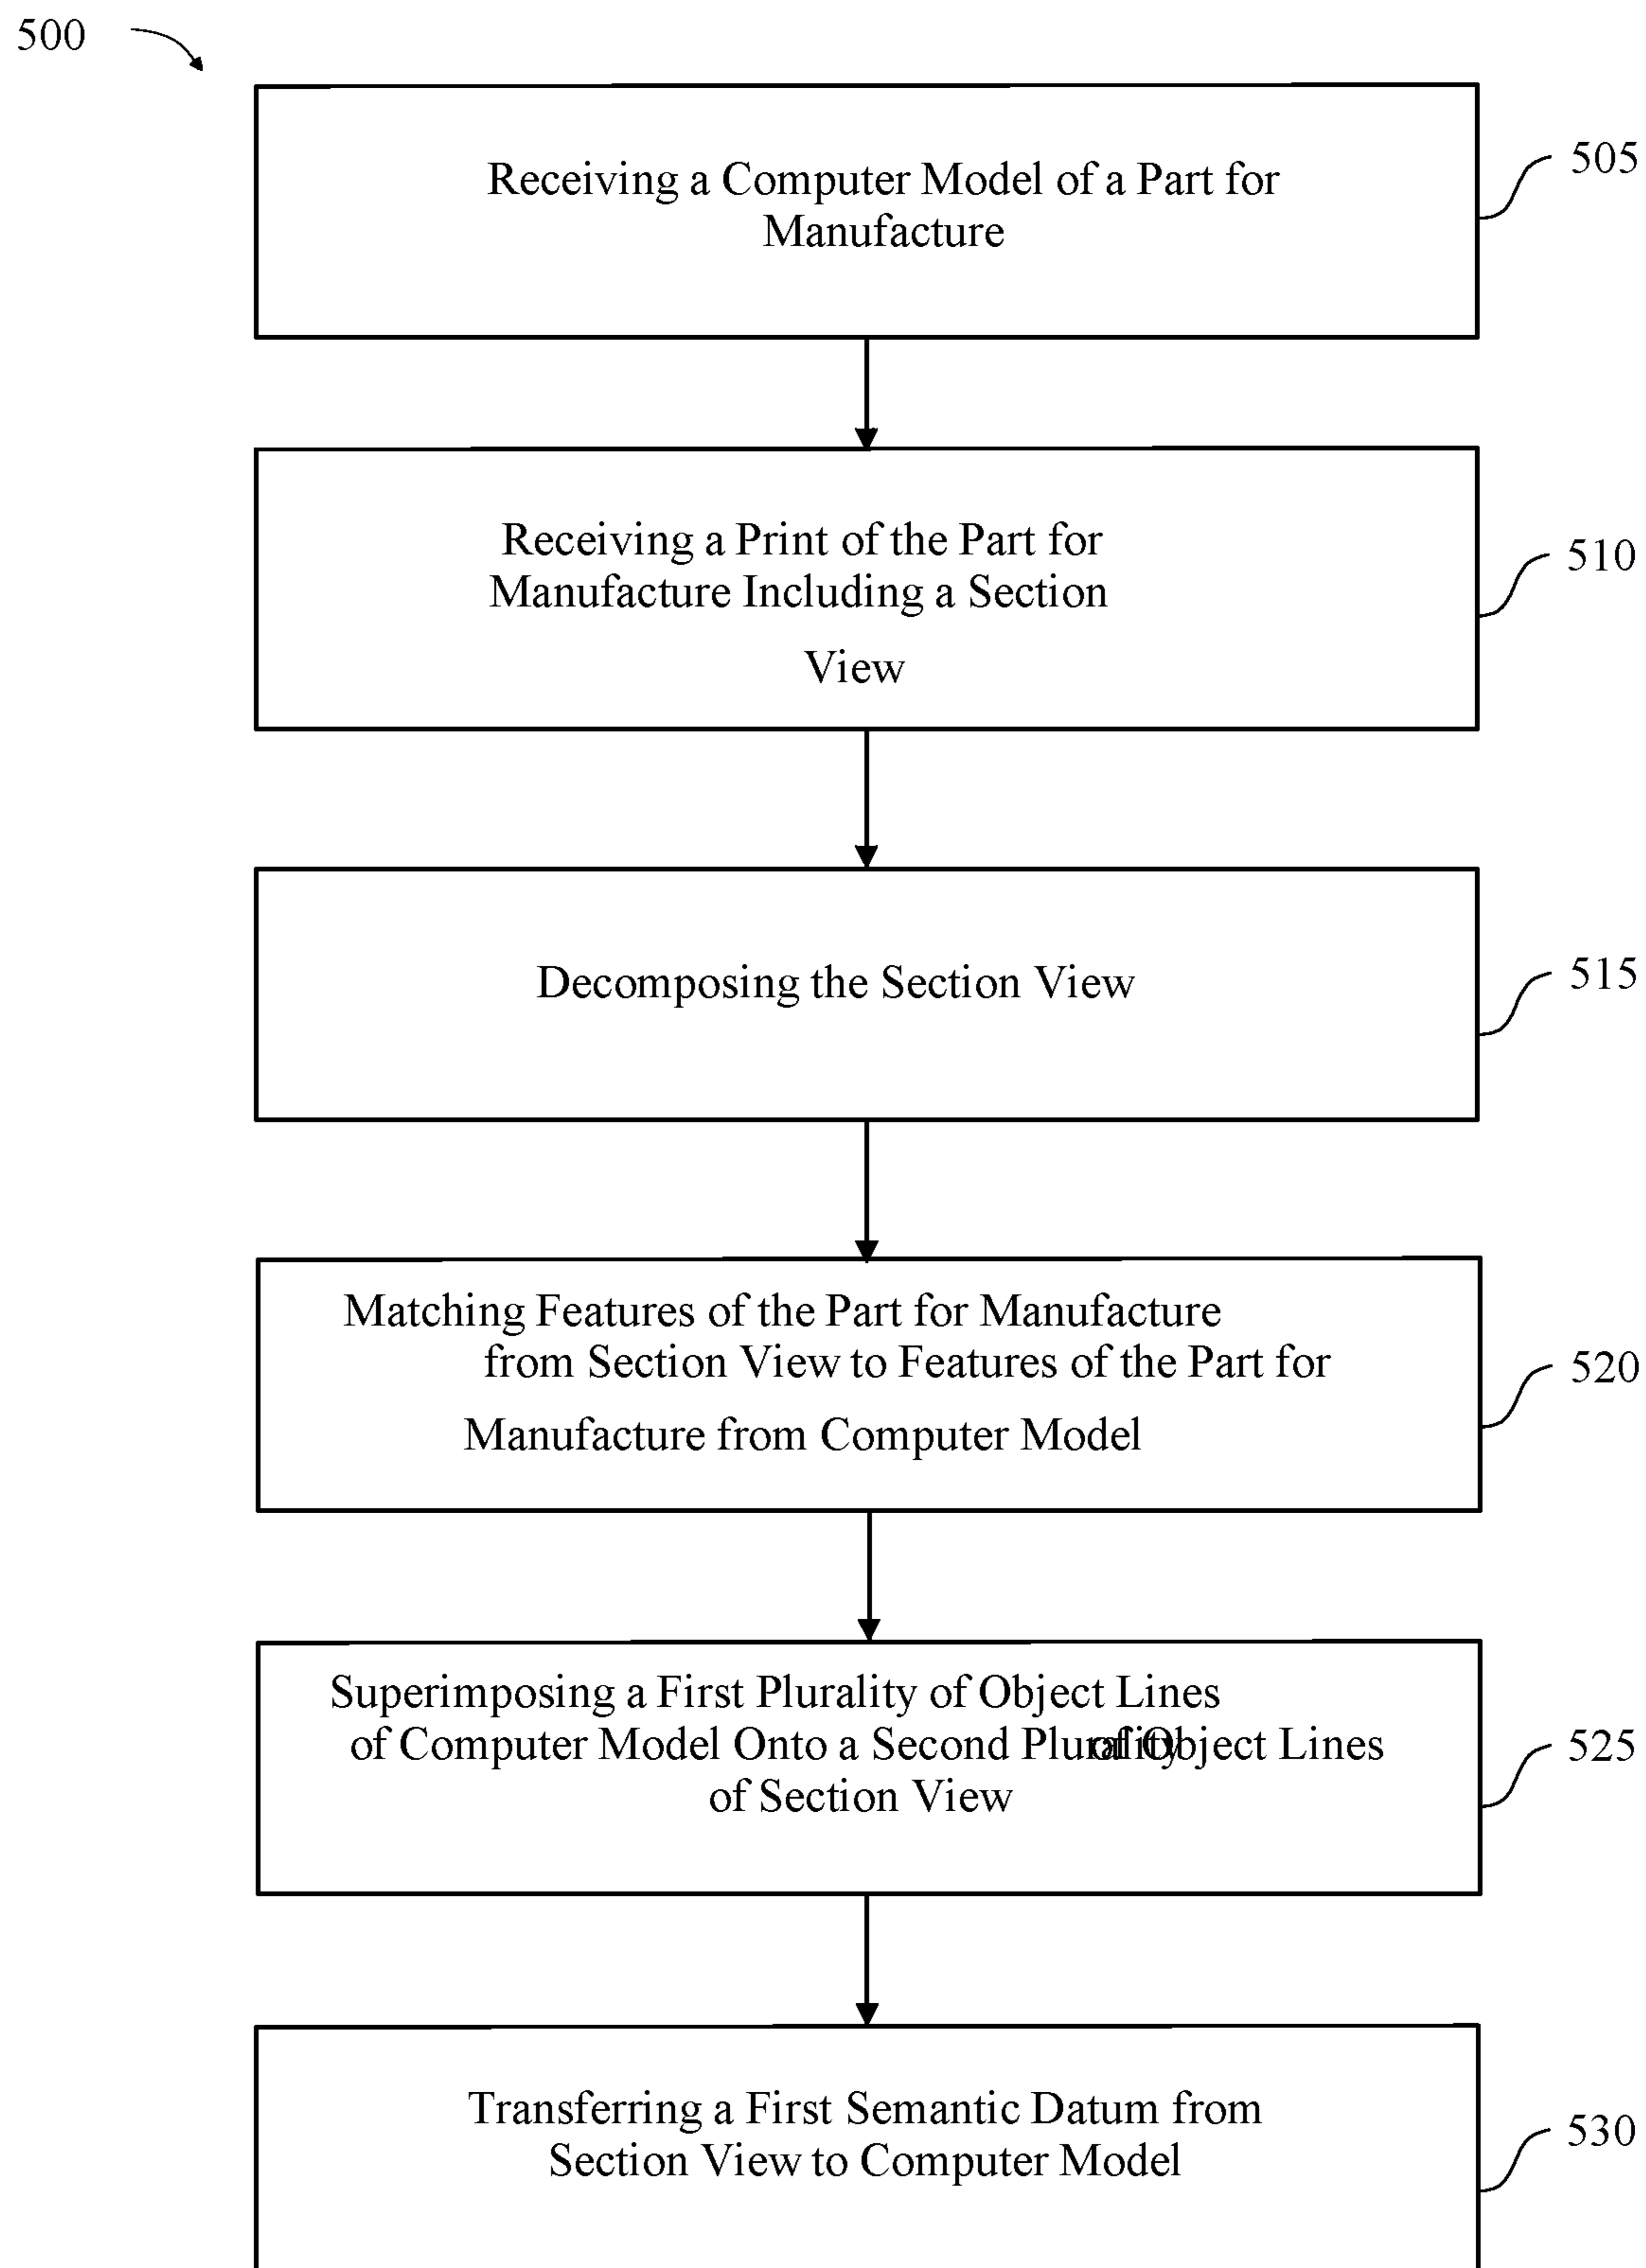 500
Receiving a Computer Model of a Part for
Manufacture
505
Receiving a Print of the Part for
Manufacture Including a Section
View
510
Decomposing the Section View
515
Matching Features of the Part for Manufacture
from Section View to Features of the Part for
Manufacture from Computer Model
520
Superimposing a First Plurality of Object Lines
of Computer Model Onto a Second Plurality of Object Lines
of Section View
525
Transferring a First Semantic Datum from
Section View to Computer Model
530